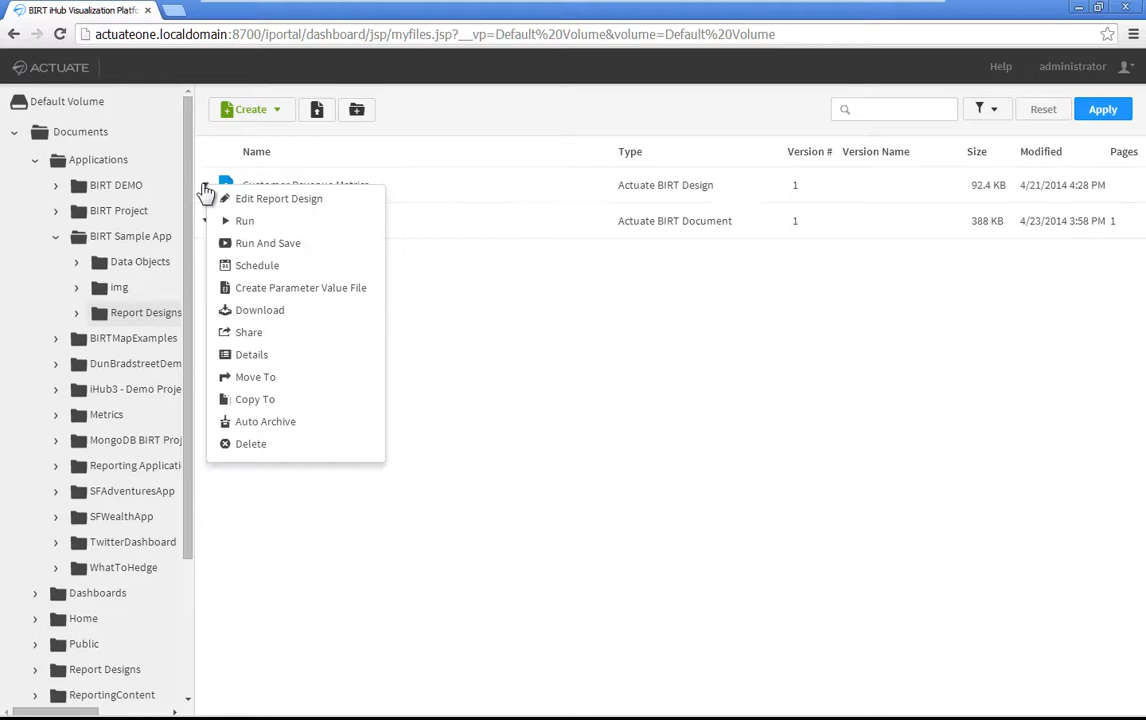 BIRT iHub Visualization Platf
actuateone.localdomain:8700/iportal/dashboard/jsp/myfiles.jsp?__vp=Default%20Volume&volume=Default%20Volume
ACTUATE
Help administrator
Default Volume
Documents
Applications
BIRT DEMO
BIRT Project
BIRT Sample App
Data Objects
img
Report Designs
BIRTMapExamples
DunBradstreetDem
iHub3 - Demo Proje
Metrics
MongoDB BIRT Proj
Reporting Applicati
SFAdventuresApp
SFWealthApp
TwitterDashboard
WhatToHedge
Dashboards
Home
Public
Report Designs
ReportingContent
Create
Reset Apply
Name Type Version # Version Name Size Modified Pages
Customer Revenue Metrics Actuate BIRT Design 1 92.4 KB 4/21/2014 4:28 PM
Actuate BIRT Document 1 388 KB 4/23/2014 3:58 PM 1
Edit Report Design
Run
Run And Save
Schedule
Create Parameter Value File
Download
Share
Details
Move To
Copy To
Auto Archive
Delete